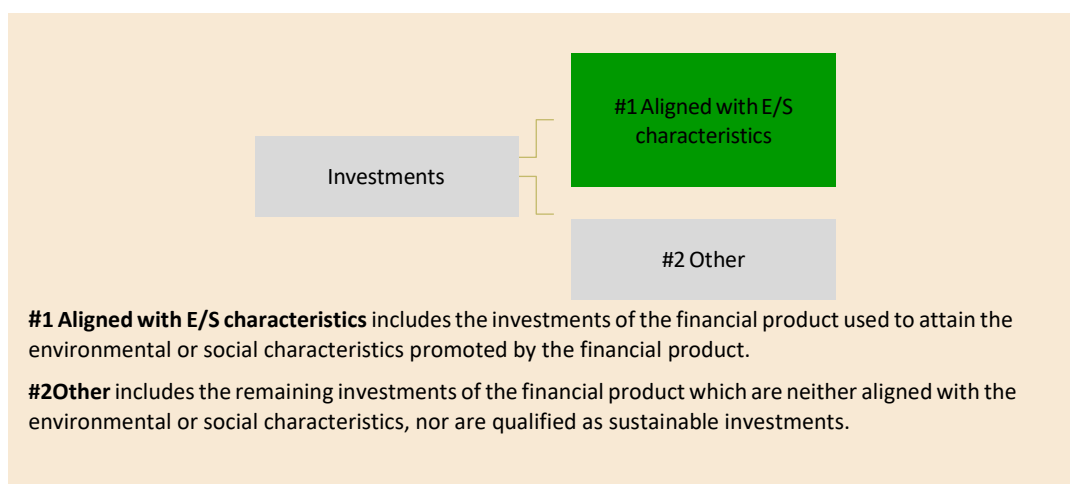 #1 Aligned with E/S
characteristics
Investments
#2 Other
#1 Aligned with E/S characteristics includes the investments of the financial product used to attain the
environmental or social characteristics promoted by the financial product.
#2Other includes the remaining investments of the financial product which are neither aligned with the
environmental or social characteristics, nor are qualified as sustainable investments.